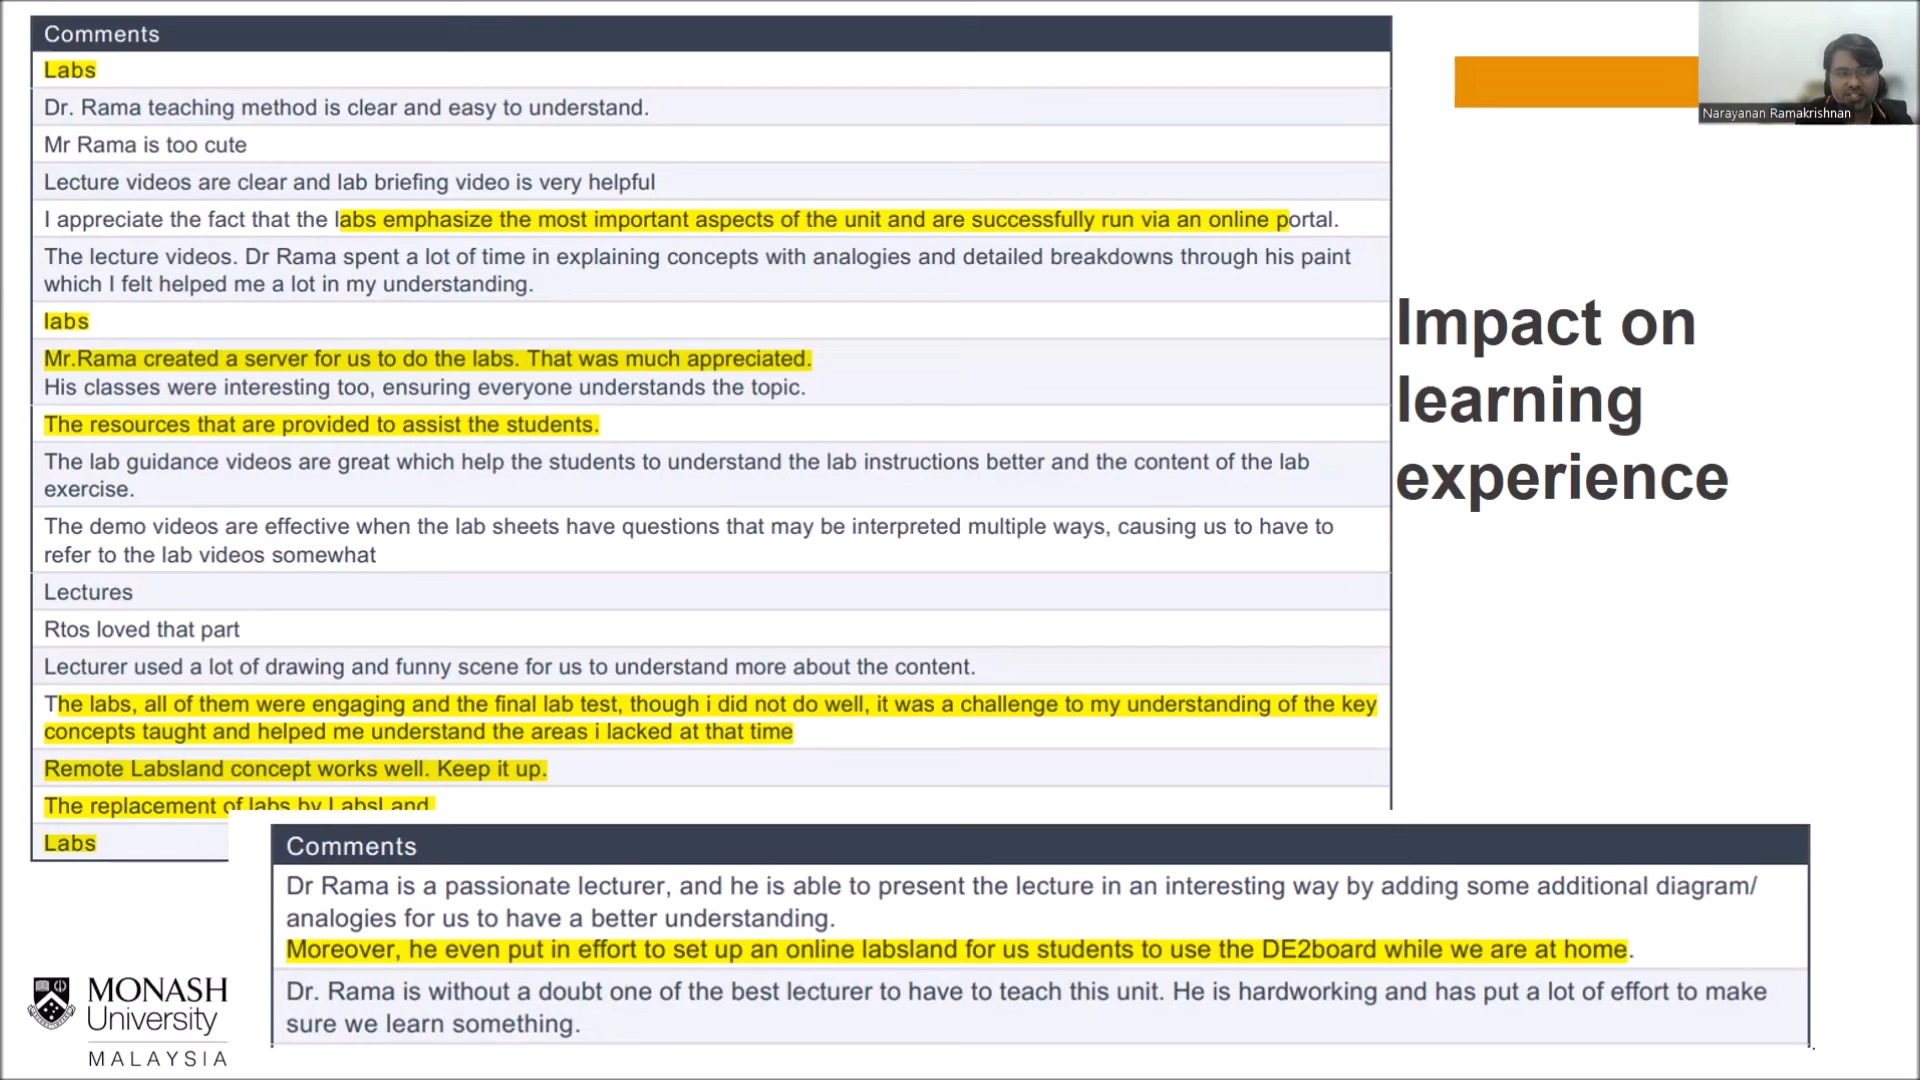 Comments
Labs
Dr. Rama teaching method is clear and easy to understand.
Mr Rama is too cute
Lecture videos are clear and lab briefing video is very helpful
I appreciate the fact that the labs emphasize the most important aspects of the unit and are successfully run via an online portal.
The lecture videos. Dr Rama spent a lot of time in explaining concepts with analogies and detailed breakdowns through his paint
which I felt helped me a lot in my understanding.
labs
Mr.Rama created a server for us to do the labs. That was much appreciated.
His classes were interesting too, ensuring everyone understands the topic.
The resources that are provided to assist the students.
The lab guidance videos are great which help the students to understand the lab instructions better and the content of the lab
exercise.
The demo videos are effective when the lab sheets have questions that may be interpreted multiple ways, causing us to have to
refer to the lab videos somewhat
Lectures
Rtos loved that part
Lecturer used a lot of drawing and funny scene for us to understand more about the content.
The labs, all of them were engaging and the final lab test, though i did not do well, it was a challenge to my understanding of the key
concepts taught and helped me understand the areas i lacked at that time
Remote Labsland concept works well. Keep it up.
The replacement of labs by LabsLand
Labs
Narayanan Ramakrishnan
Impact on
learning
experience
Comments
Dr Rama is a passionate lecturer, and he is able to present the lecture in an interesting way by adding some additional diagram/
analogies for us to have a better understanding.
Moreover, he even put in effort to set up an online labsland for us students to use the DE2board while we are at home.
Dr. Rama is without a doubt one of the best lecturer to have to teach this unit. He is hardworking and has put a lot of effort to make
sure we learn something.
MONASH
University
MALAYSIA